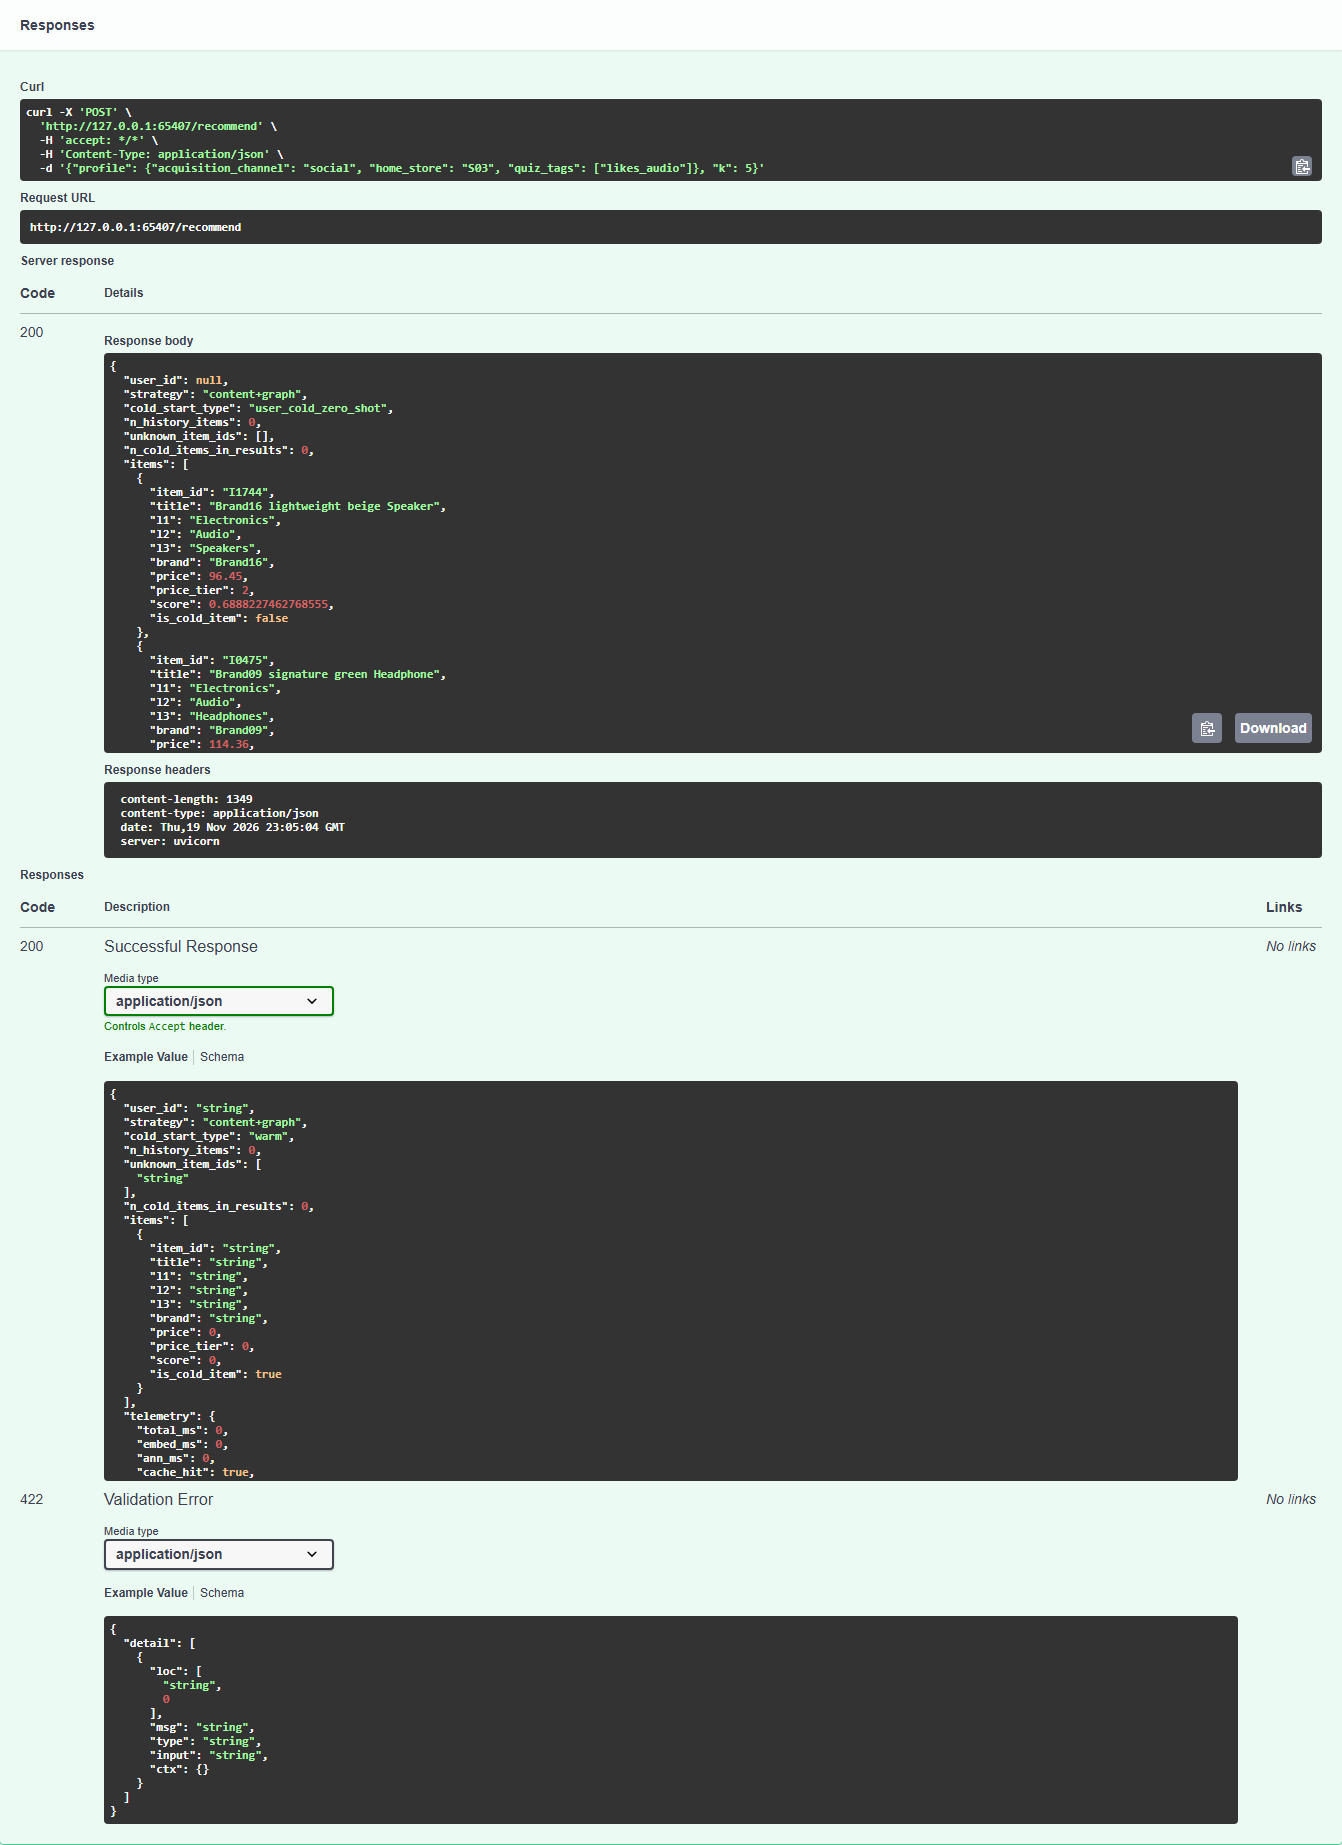 Responses
Curl
curl -X 'POST' \
  'http://127.0.0.1:65407/recommend' \
  -H 'accept: */*' \
  -H 'Content-Type: application/json' \
  -d '{"profile": {"acquisition_channel": "social", "home_store": "S03", "quiz_tags": ["likes_audio"]}, "k": 5}'
Request URL
http://127.0.0.1:65407/recommend
Server response
Code Details
200
Response body
{
  "user_id": null,
  "strategy": "content+graph",
  "cold_start_type": "user_cold_zero_shot",
  "n_history_items": 0,
  "unknown_item_ids": [],
  "n_cold_items_in_results": 0,
  "items": [
    {
      "item_id": "I1744",
      "title": "Brand16 lightweight beige Speaker",
      "l1": "Electronics",
      "l2": "Audio",
      "l3": "Speakers",
      "brand": "Brand16",
      "price": 96.45,
      "price_tier": 2,
      "score": 0.6888227462768555,
      "is_cold_item": false
    },
    {
      "item_id": "I0475",
      "title": "Brand09 signature green Headphone",
      "l1": "Electronics",
      "l2": "Audio",
      "l3": "Headphones",
      "brand": "Brand09",
      "price": 114.36,
Download
Response headers
content-length: 1349
content-type: application/json
date: Thu,19 Nov 2026 23:05:04 GMT
server: uvicorn
Responses
Code Description Links
200 Successful Response No links
Media type
application/json
Controls Accept header.
Example Value Schema
{
  "user_id": "string",
  "strategy": "content+graph",
  "cold_start_type": "warm",
  "n_history_items": 0,
  "unknown_item_ids": [
    "string"
  ],
  "n_cold_items_in_results": 0,
  "items": [
    {
      "item_id": "string",
      "title": "string",
      "l1": "string",
      "l2": "string",
      "l3": "string",
      "brand": "string",
      "price": 0,
      "price_tier": 0,
      "score": 0,
      "is_cold_item": true
    }
  ],
  "telemetry": {
    "total_ms": 0,
    "embed_ms": 0,
    "ann_ms": 0,
    "cache_hit": true,
422 Validation Error No links
Media type
application/json
Example Value Schema
{
  "detail": [
    {
      "loc": [
        "string",
        0
      ],
      "msg": "string",
      "type": "string",
      "input": "string",
      "ctx": {}
    }
  ]
}